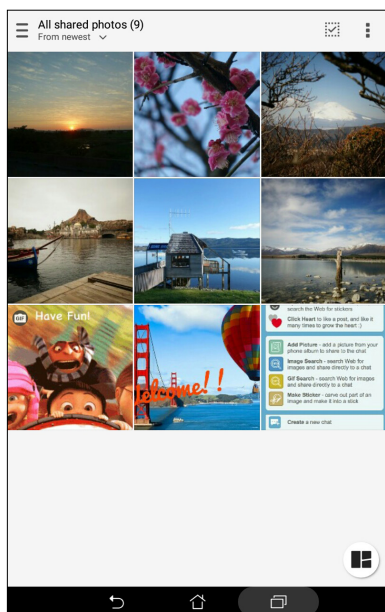 All shared photos (9)
From newest
GIF Have Fun!
elcome!!
search the Web for stickers
Click Heart to like a post, and like it
many times to grow the heart :)
Add Picture - add a picture from your
phone album to share to the chat
Image Search - search Web for
images and share directly to a chat
Gif Search - search Web for images
and share directly to a chat
Make Sticker - carve out part of an
image and make it into a stick
Create a new chat